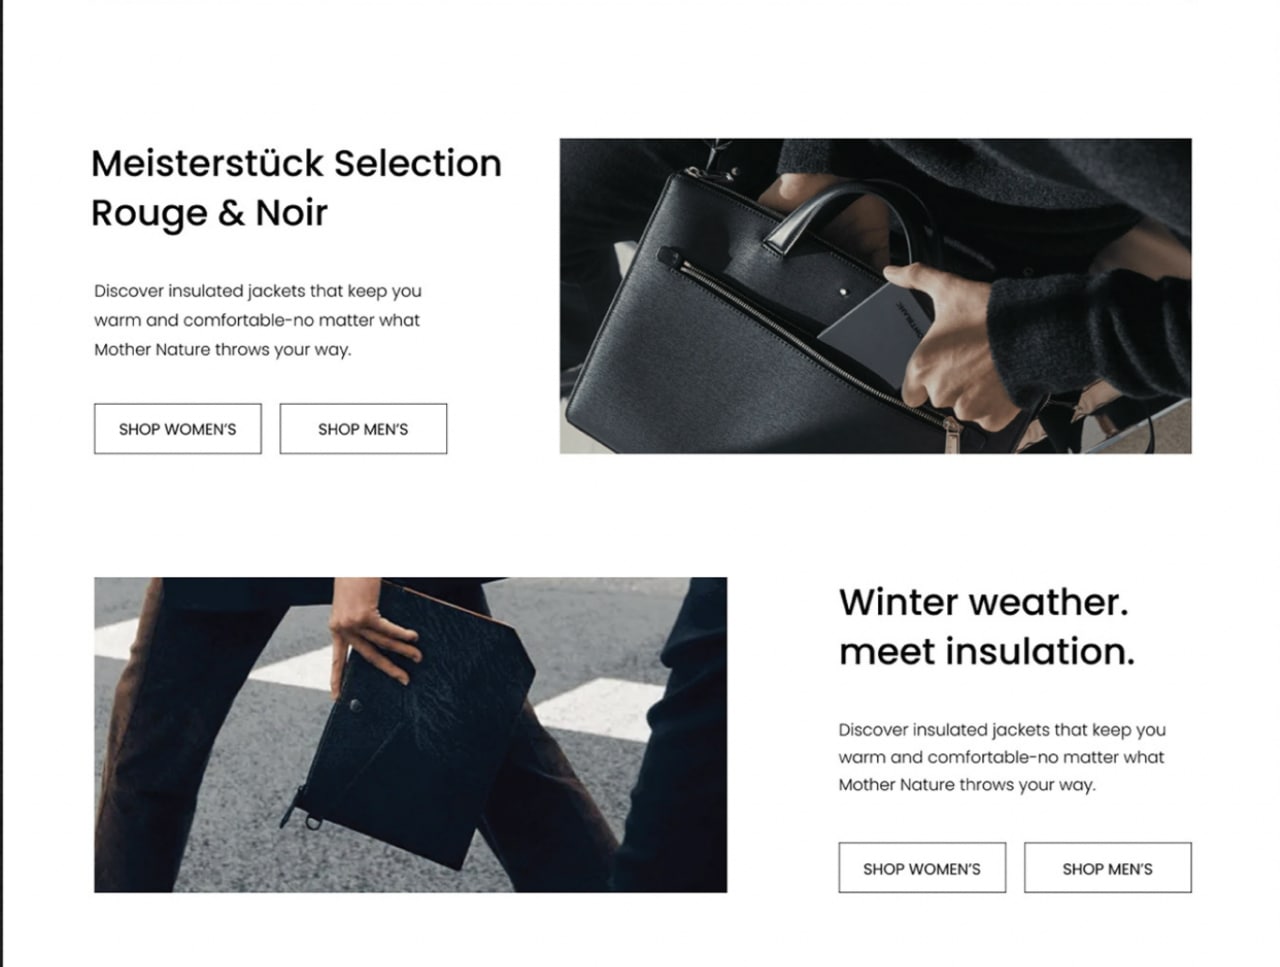 Meisterstück Selection
Rouge & Noir
Discover insulated jackets that keep you
warm and comfortable-no matter what
Mother Nature throws your way.
SHOP WOMEN'S
SHOP MEN'S
Winter weather.
meet insulation.
Discover insulated jackets that keep you
warm and comfortable-no matter what
Mother Nature throws your way.
SHOP WOMEN'S
SHOP MEN'S